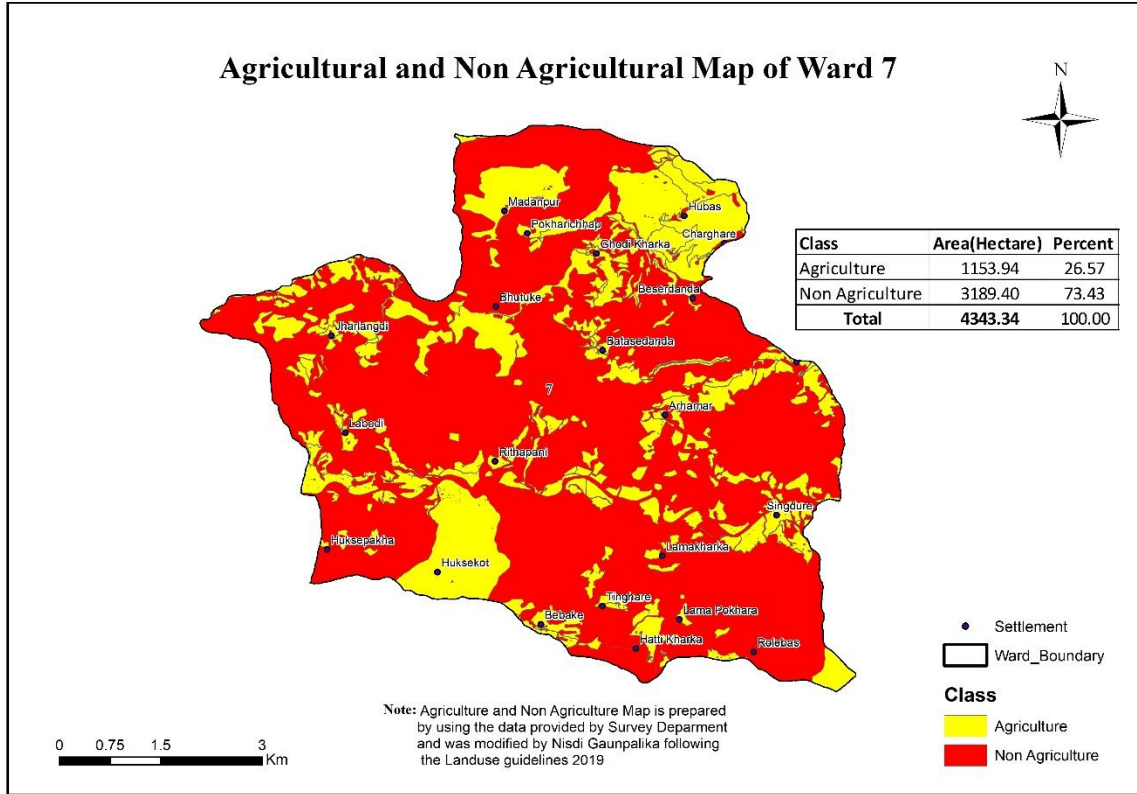 Agricultural and Non Agricultural Map of Ward 7
N
Class Area(Hectare) Percent
Agriculture 1153.94 26.57
Non Agriculture 3189.40 73.43
Total 4343.34 100.00
Madanpur
Hubas
Pokharichhap
Charghare
Ghodi Kharka
Beserdanda
Bhutuke
Jharlangdi
Batasedanda
7
Arhamar
Labodi
Rithapani
Singdure
Huksepakha
Lamakharka
Huksekot
Tinghare
Bebake
Lama Pokhara
Hatti Kharka
Rolebas
Settlement
Ward_Boundary
Class
Agriculture
Non Agriculture
Note: Agriculture and Non Agriculture Map is prepared
by using the data provided by Survey Deparment
and was modified by Nisdi Gaunpalika following
the Landuse guidelines 2019
0 0.75 1.5 3
Km